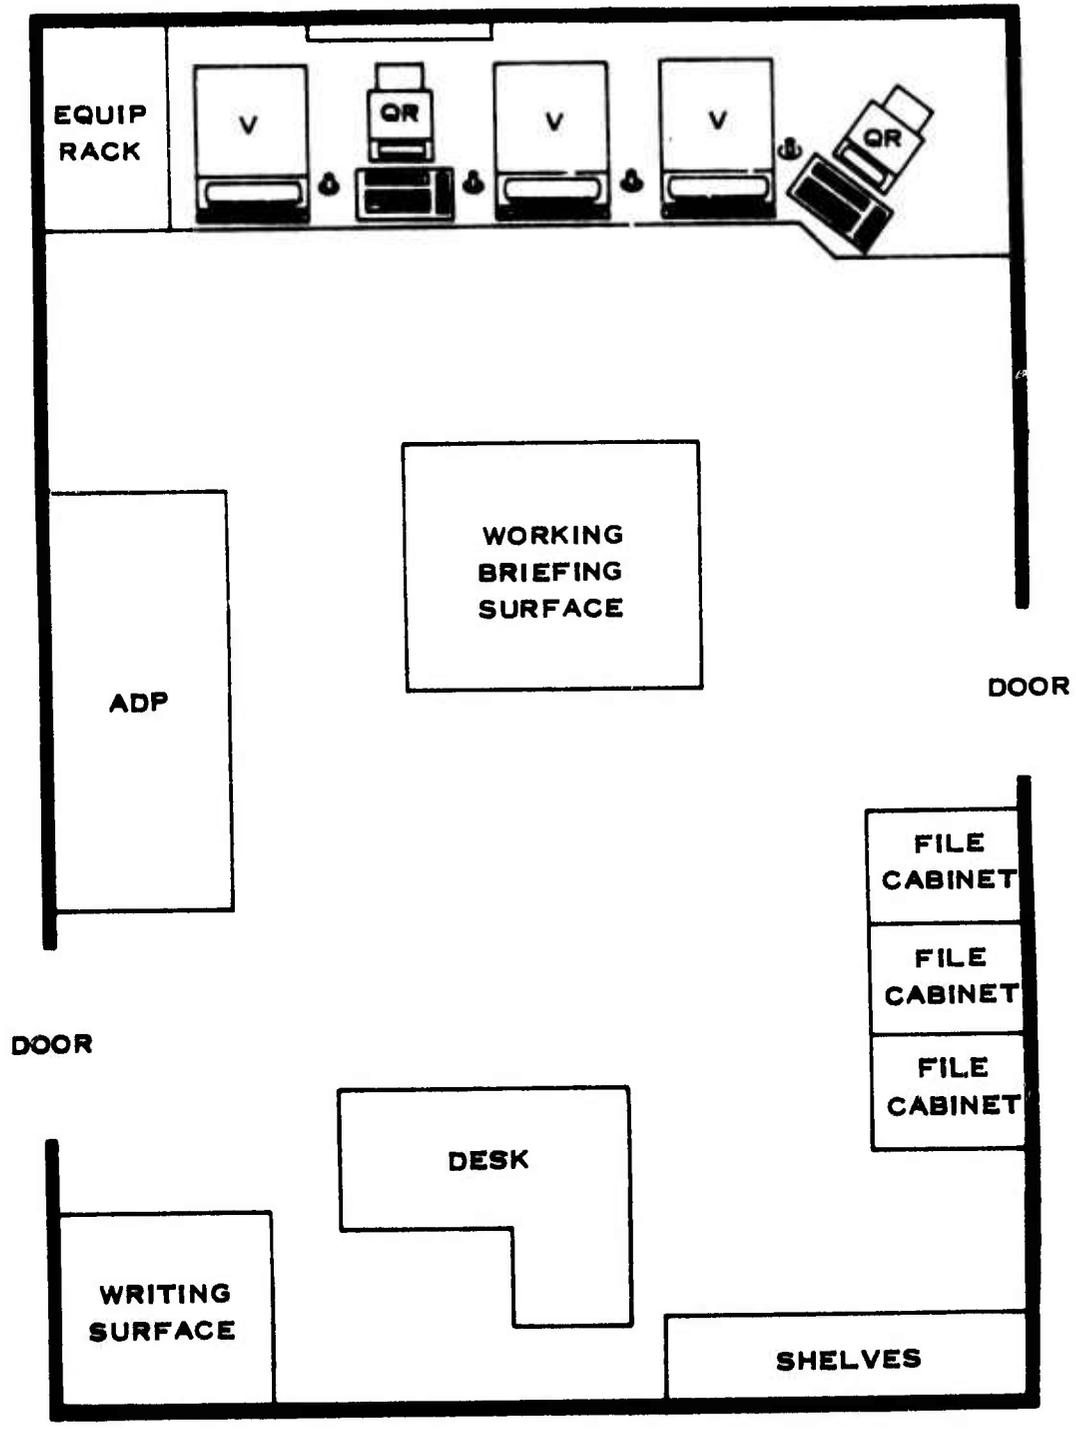 EQUIP
RACK
V
QR
V
V
QR
WORKING
BRIEFING
SURFACE
ADP
DOOR
FILE
CABINET
FILE
CABINET
DOOR
FILE
CABINET
DESK
WRITING
SURFACE
SHELVES